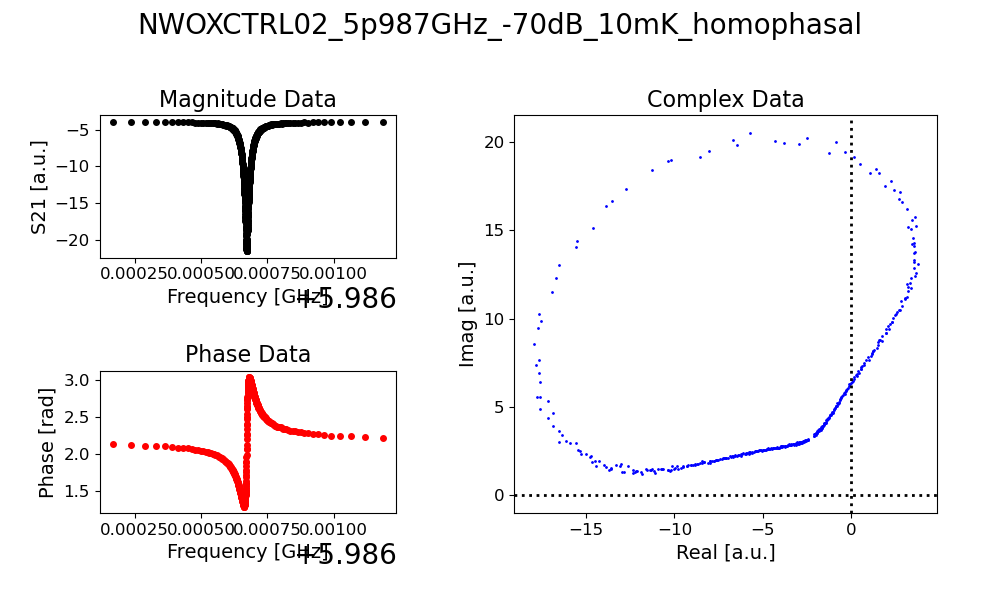 NWOXCTRL02_5p987GHz_-70dB_10mK_homophasal
Magnitude Data
S21 [a.u.]
−5
−10
−15
−20
0.00025 0.00050 0.00075 0.00100
Frequency [GHz]
+5.986
Phase Data
Phase [rad]
3.0
2.5
2.0
1.5
0.00025 0.00050 0.00075 0.00100
Frequency [GHz]
+5.986
Complex Data
Imag [a.u.]
20
15
10
5
0
−15 −10 −5 0
Real [a.u.]